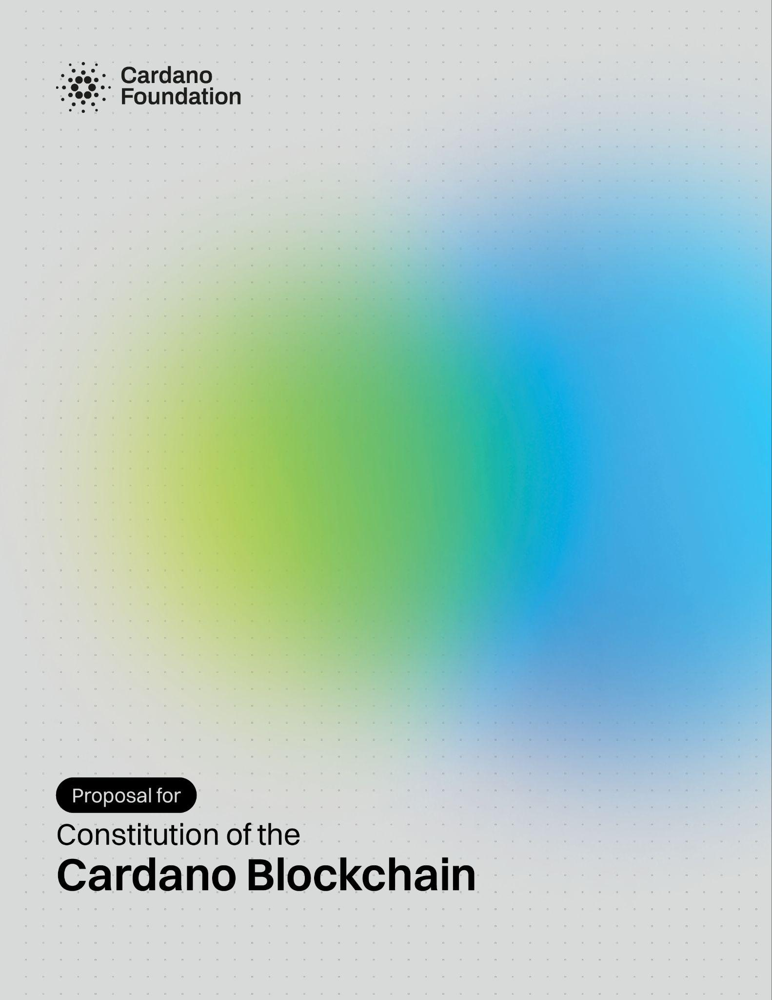 Cardano
Foundation
Proposal for
Constitution of the
Cardano Blockchain